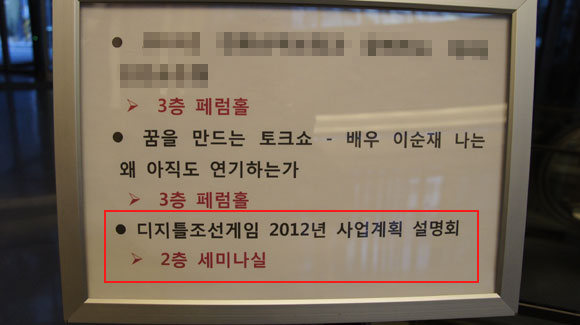 ➢ 3층 페럼홀
● 꿈을 만드는 토크쇼 - 배우 이순재 나는
왜 아직도 연기하는가
➢ 3층 페럼홀
● 디지틀조선게임 2012년 사업계획 설명회
➢ 2층 세미나실